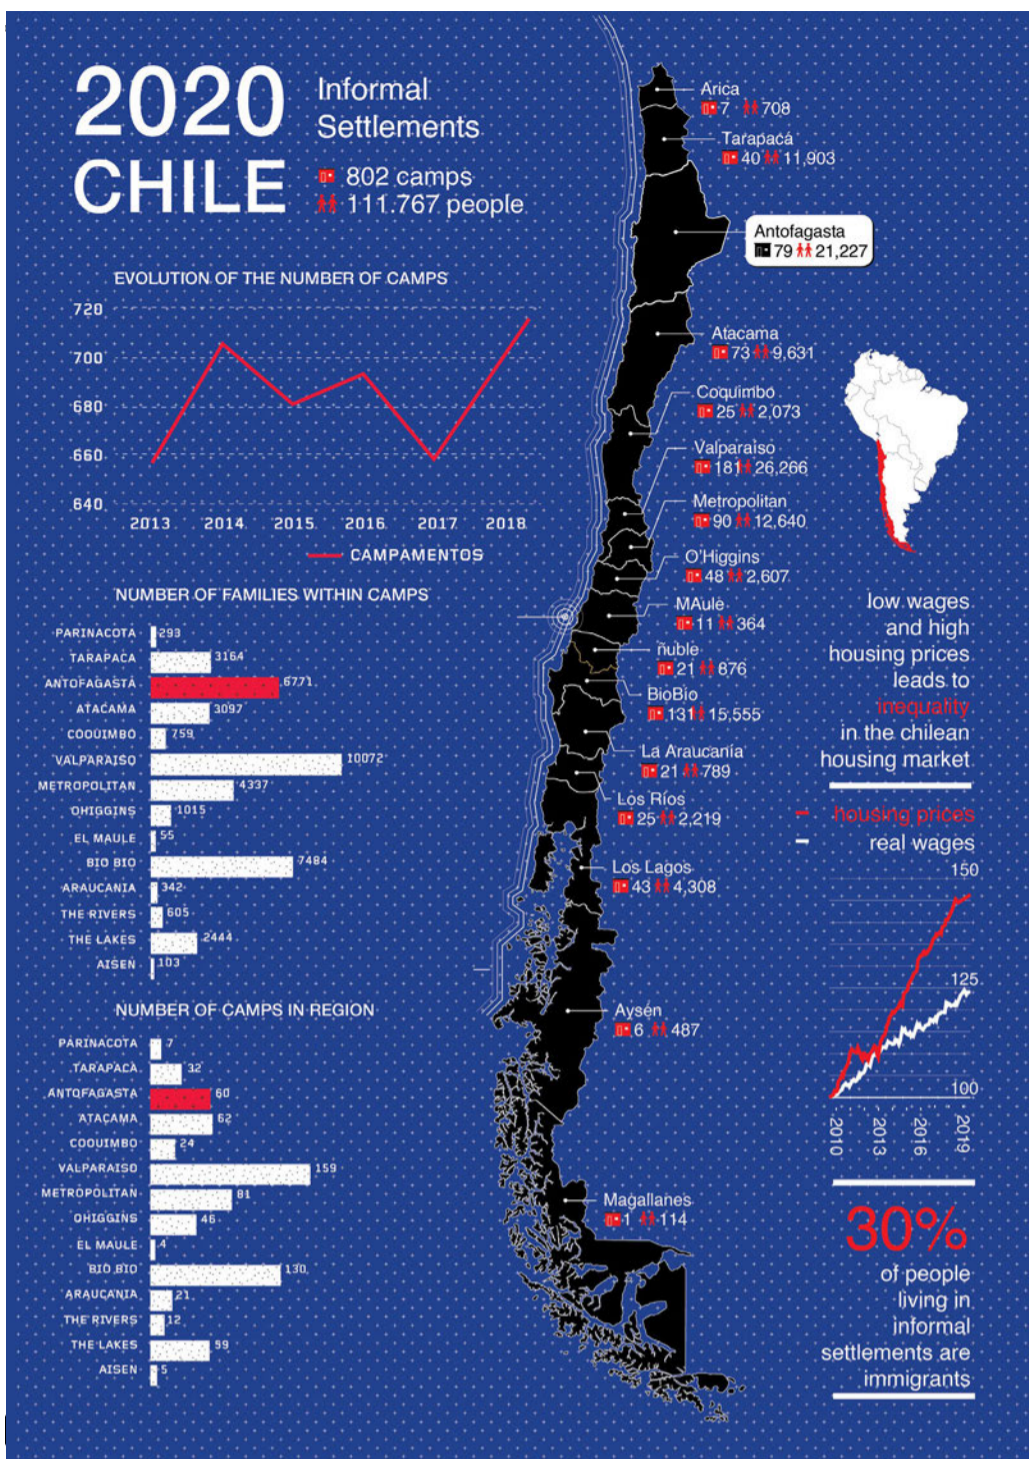 2020
CHILE
Informal
Settlements
802 camps
111.767 people
EVOLUTION OF THE NUMBER OF CAMPS
720
700
680
660
640
2013 2014 2015 2016 2017 2018
CAMPAMENTOS
NUMBER OF FAMILIES WITHIN CAMPS
PARINACOTA 293
TARAPACA 3164
ANTOFAGASTA 6771
ATACAMA 3097
COQUIMBO 759
VALPARAISO 10072
METROPOLITAN 4337
OHIGGINS 1015
EL MAULE 55
BIO BIO 7484
ARAUCANIA 342
THE RIVERS 605
THE LAKES 2444
AISEN 103
NUMBER OF CAMPS IN REGION
PARINACOTA 7
TARAPACA 32
ANTOFAGASTA 60
ATACAMA 62
COQUIMBO 24
VALPARAISO 159
METROPOLITAN 81
OHIGGINS 46
EL MAULE 4
BIO BIO 130
ARAUCANIA 21
THE RIVERS 12
THE LAKES 59
AISEN 5
Arica
7 708
Tarapacá
40 11,903
Antofagasta
79 21,227
Atacama
73 9,631
Coquimbo
25 2,073
Valparaiso
181 26,266
Metropolitan
90 12,640
O'Higgins
48 2,607
MAule
11 364
ñuble
21 876
BioBío
131 15,555
La Araucanía
21 789
Los Ríos
25 2,219
Los Lagos
43 4,308
Aysén
6 487
Magallanes
1 114
low wages
and high
housing prices
leads to
inequality
in the chilean
housing market
housing prices
real wages
150
125
100
2010 2013 2016 2019
30%
of people
living in
informal
settlements are
immigrants